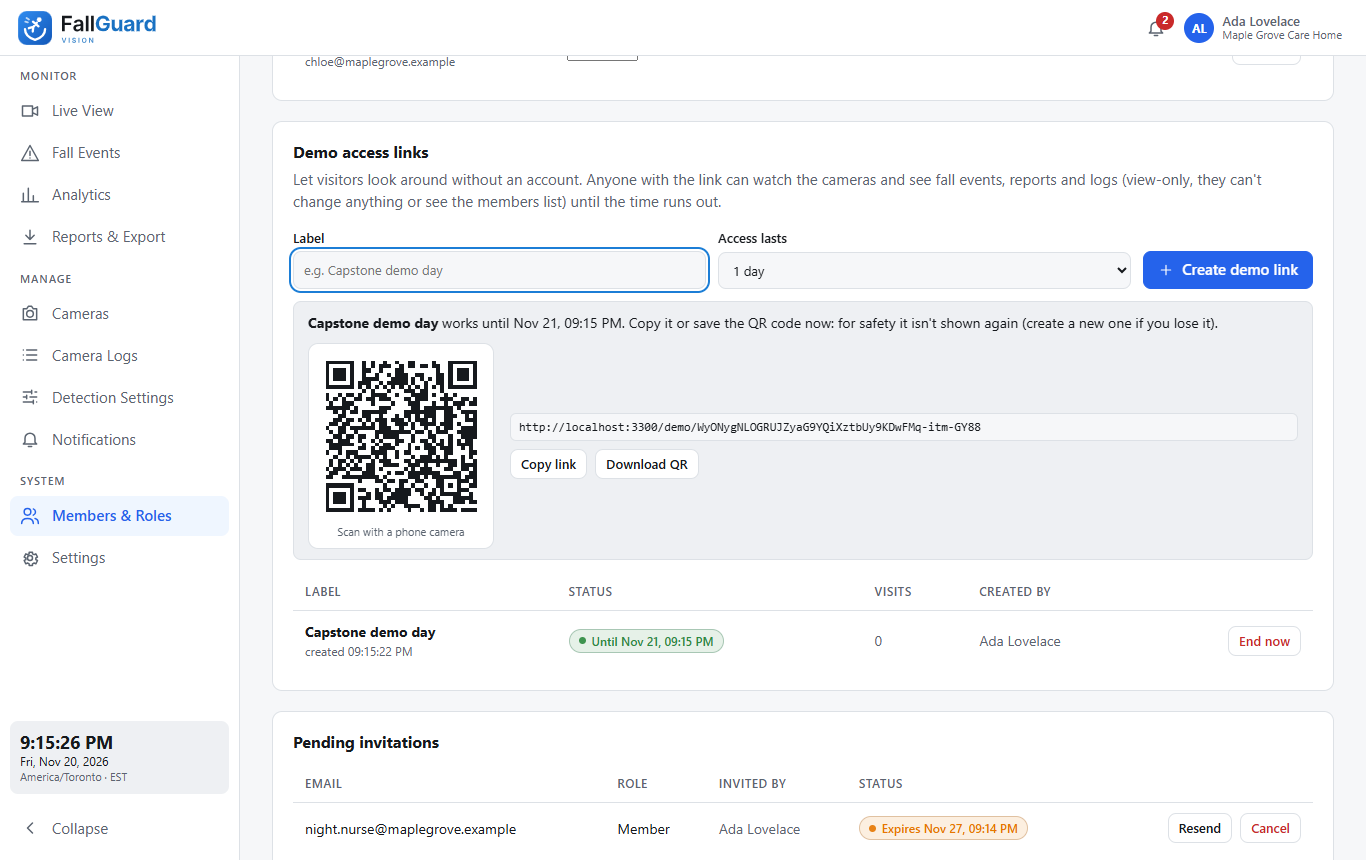 FallGuard
VISION
2
AL
Ada Lovelace
Maple Grove Care Home
MONITOR
Live View
Fall Events
Analytics
Reports & Export
MANAGE
Cameras
Camera Logs
Detection Settings
Notifications
SYSTEM
Members & Roles
Settings
9:15:26 PM
Fri, Nov 20, 2026
America/Toronto · EST
Collapse
chloe@maplegrove.example
Demo access links
Let visitors look around without an account. Anyone with the link can watch the cameras and see fall events, reports and logs (view-only, they can't
change anything or see the members list) until the time runs out.
Label
Access lasts
e.g. Capstone demo day
1 day
Create demo link
Capstone demo day works until Nov 21, 09:15 PM. Copy it or save the QR code now: for safety it isn't shown again (create a new one if you lose it).
http://localhost:3300/demo/WyONygNLOGRUJZyaG9YQiXztbUy9KDwFMq-itm-GY88
Copy link
Download QR
Scan with a phone camera
LABEL STATUS VISITS CREATED BY
Capstone demo day
created 09:15:22 PM
Until Nov 21, 09:15 PM
0
Ada Lovelace
End now
Pending invitations
EMAIL ROLE INVITED BY STATUS
night.nurse@maplegrove.example Member Ada Lovelace Expires Nov 27, 09:14 PM Resend Cancel